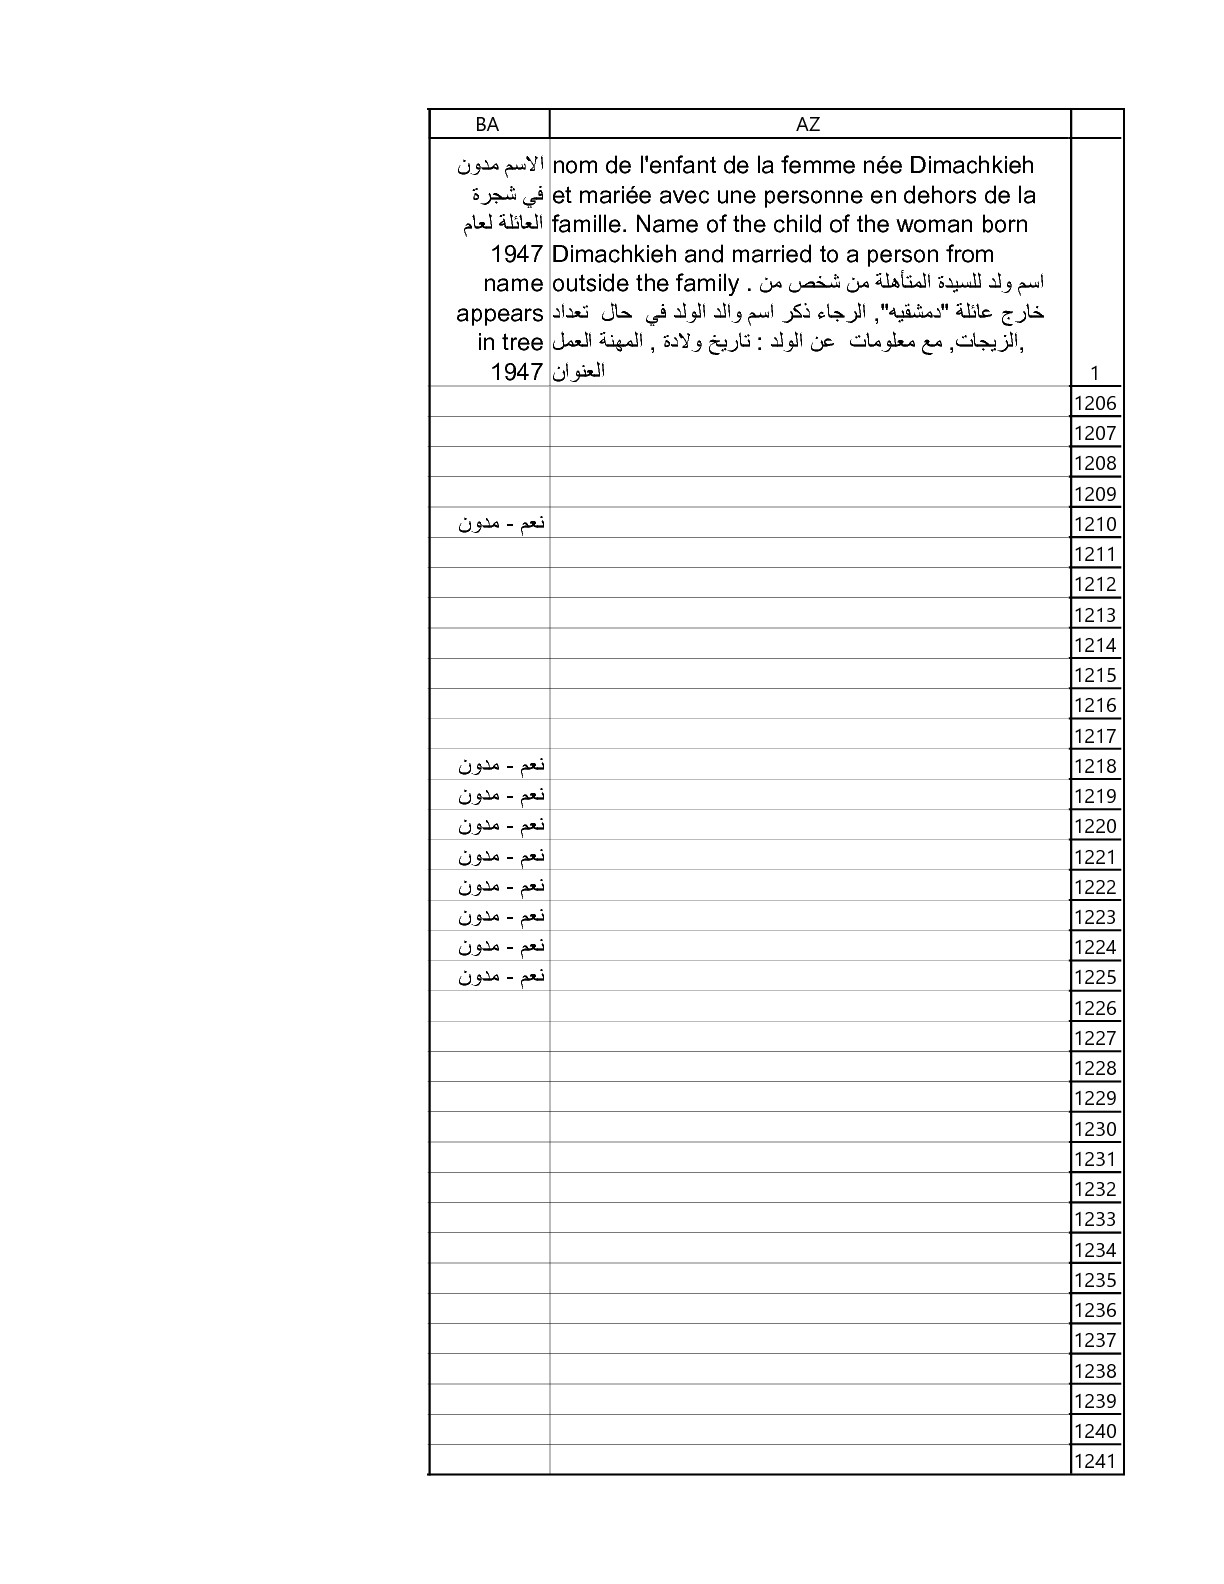 BA AZ
الاسم مدون
في شجرة
العائلة لعام
1947
name
appears
in tree
1947
nom de l'enfant de la femme née Dimachkieh
et mariée avec une personne en dehors de la
famille. Name of the child of the woman born
Dimachkieh and married to a person from
outside the family . اسم ولد للسيدة المتأهلة من شخص من
خارج عائلة "دمشقيه", الرجاء ذكر اسم والد الولد في حال تعداد
الزيجات, مع معلومات عن الولد : تاريخ ولادة , المهنة العمل,
العنوان
1
1206
1207
1208
1209
نعم - مدون 1210
1211
1212
1213
1214
1215
1216
1217
نعم - مدون 1218
نعم - مدون 1219
نعم - مدون 1220
نعم - مدون 1221
نعم - مدون 1222
نعم - مدون 1223
نعم - مدون 1224
نعم - مدون 1225
1226
1227
1228
1229
1230
1231
1232
1233
1234
1235
1236
1237
1238
1239
1240
1241